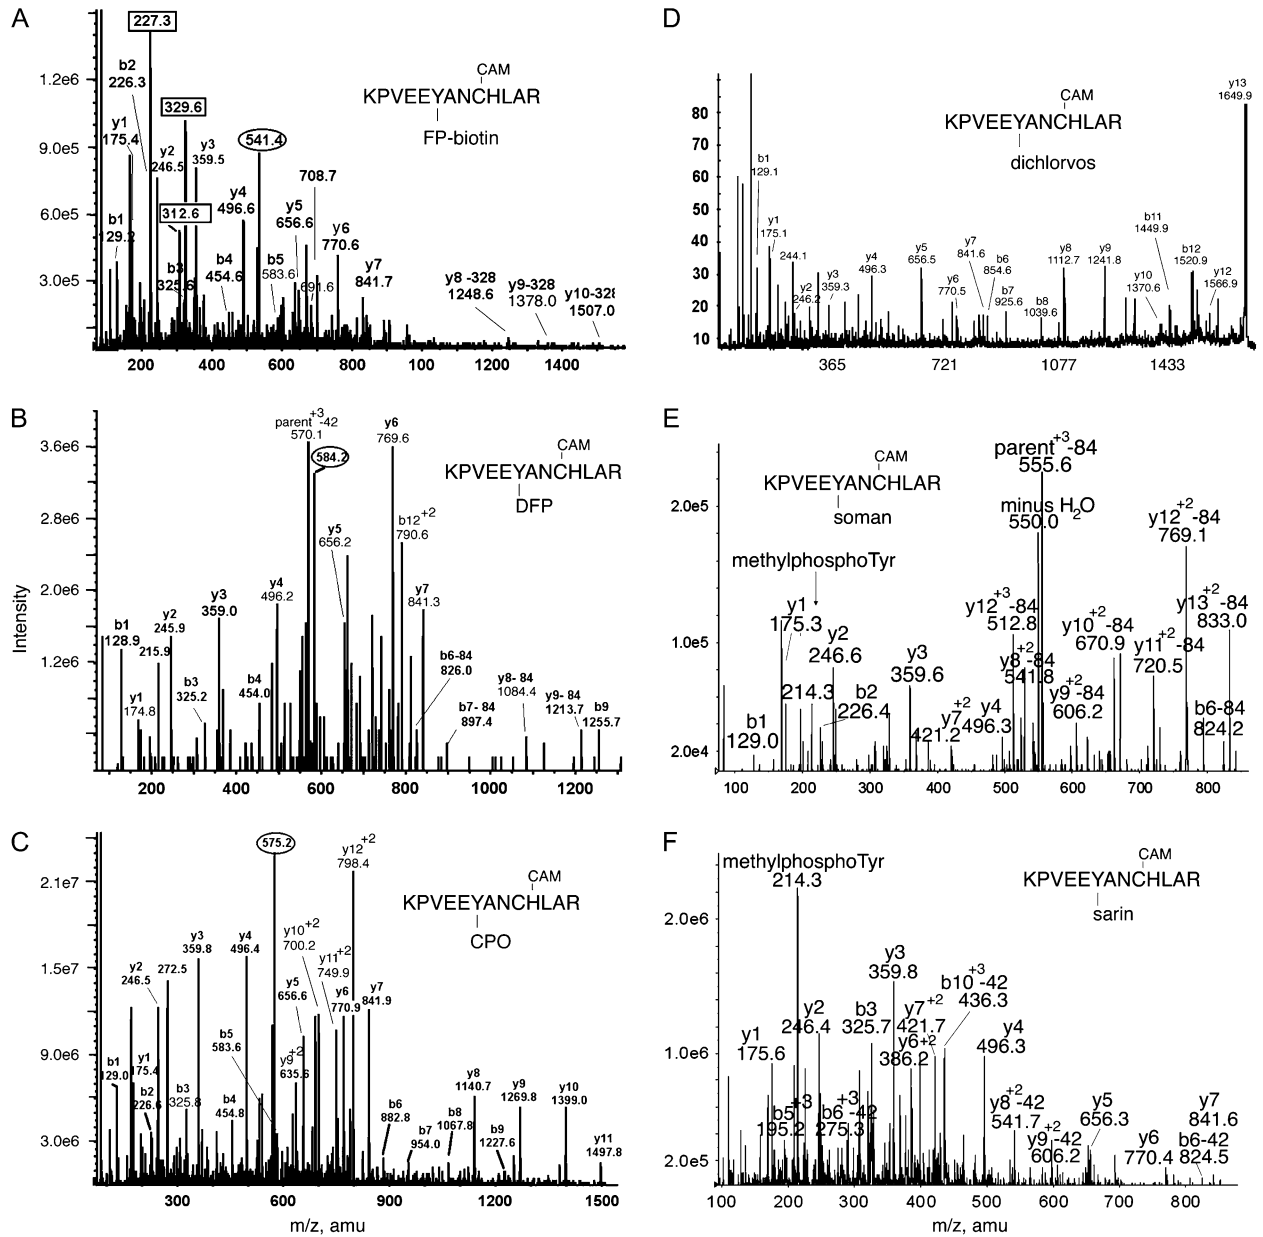 A
227.3
b2
226.3
CAM
KPVEEYANCHLAR
FP-biotin
1.2e6
329.6
y1
175.4
541.4
y3
359.5
9.0e5
y2
246.5
708.7
y4
496.6
y5
656.6
312.6
6.0e5
b1
129.2
y6
770.6
b4
454.6
b5
583.6
b3
325.6
y7
841.7
691.6
y8 -328
1248.6
y9-328
1378.0
y10-328
1507.0
3.0e5
200
400
600
800
100
1200
1400
B
parent+3-42
570.1
y6
769.6
584.2
CAM
KPVEEYANCHLAR
DFP
3.6e6
2.8e6
b12+2
790.6
y5
656.2
Intensity
2.0e6
y3
359.0
y4
496.2
y7
841.3
b1
128.9
y2
245.9
215.9
1.2e6
b6-84
826.0
b3
325.2
b4
454.0
y1
174.8
b7- 84
897.4
y8- 84
1084.4
y9- 84
1213.7
b9
1255.7
200
400
600
800
1000
1200
C
575.2
y12+2
798.4
CAM
KPVEEYANCHLAR
CPO
2.1e7
y10+2
700.2
y3
359.8
y4
496.4
y11+2
749.9
y2
246.5
272.5
1.5e7
y5
656.6
y6
770.9
y7
841.9
b5
583.6
9.0e6
b1
129.0
y1
175.4
y9+2
635.6
b2
226.6
b3
325.8
b4
454.8
y8
1140.7
y9
1269.8
y10
1399.0
b6
882.8
b8
1067.8
b7
954.0
b9
1227.6
y11
1497.8
3.0e6
300
600
900
1200
1500
m/z, amu
D
y13
1649.9
CAM
KPVEEYANCHLAR
dichlorvos
80
70
60
50
40
30
20
10
b1
129.1
y1
175.1
244.1
y2
246.2
y3
359.3
y4
496.3
y5
656.5
y6
770.5
y7
841.6
b6
854.6
b7
925.6
b8
1039.6
y8
1112.7
y9
1241.8
y10
1370.6
b11
1449.9
b12
1520.9
y12
1566.9
365
721
1077
1433
E
parent+3-84
555.6
CAM
KPVEEYANCHLAR
soman
minus H2O
550.0
2.0e5
y12+2-84
769.1
methylphosphoTyr
y1
175.3
y12+3-84
512.8
y13+2-84
833.0
y10+2-84
670.9
y2
246.6
1.0e5
y11+2-84
720.5
y3
359.6
y8+2-84
541.8
214.3
b2
226.4
y9+2-84
606.2
b6-84
824.2
y4
496.3
b1
129.0
y7+2
421.2
2.0e4
100
200
300
400
500
600
700
800
F
methylphosphoTyr
214.3
CAM
KPVEEYANCHLAR
sarin
2.0e6
y3
359.8
b10+3-42
436.3
y2
246.4
b3
325.7
y7+2
421.7
y1
175.6
y4
496.3
1.0e6
y6+2
386.2
b5+3
195.2
b6+3-42
275.3
y8+2-42
541.7
y5
656.3
y7
841.6
y9+2-42
606.2
y6
770.4
b6-42
824.5
2.0e5
100
200
300
400
500
600
700
800
m/z, amu